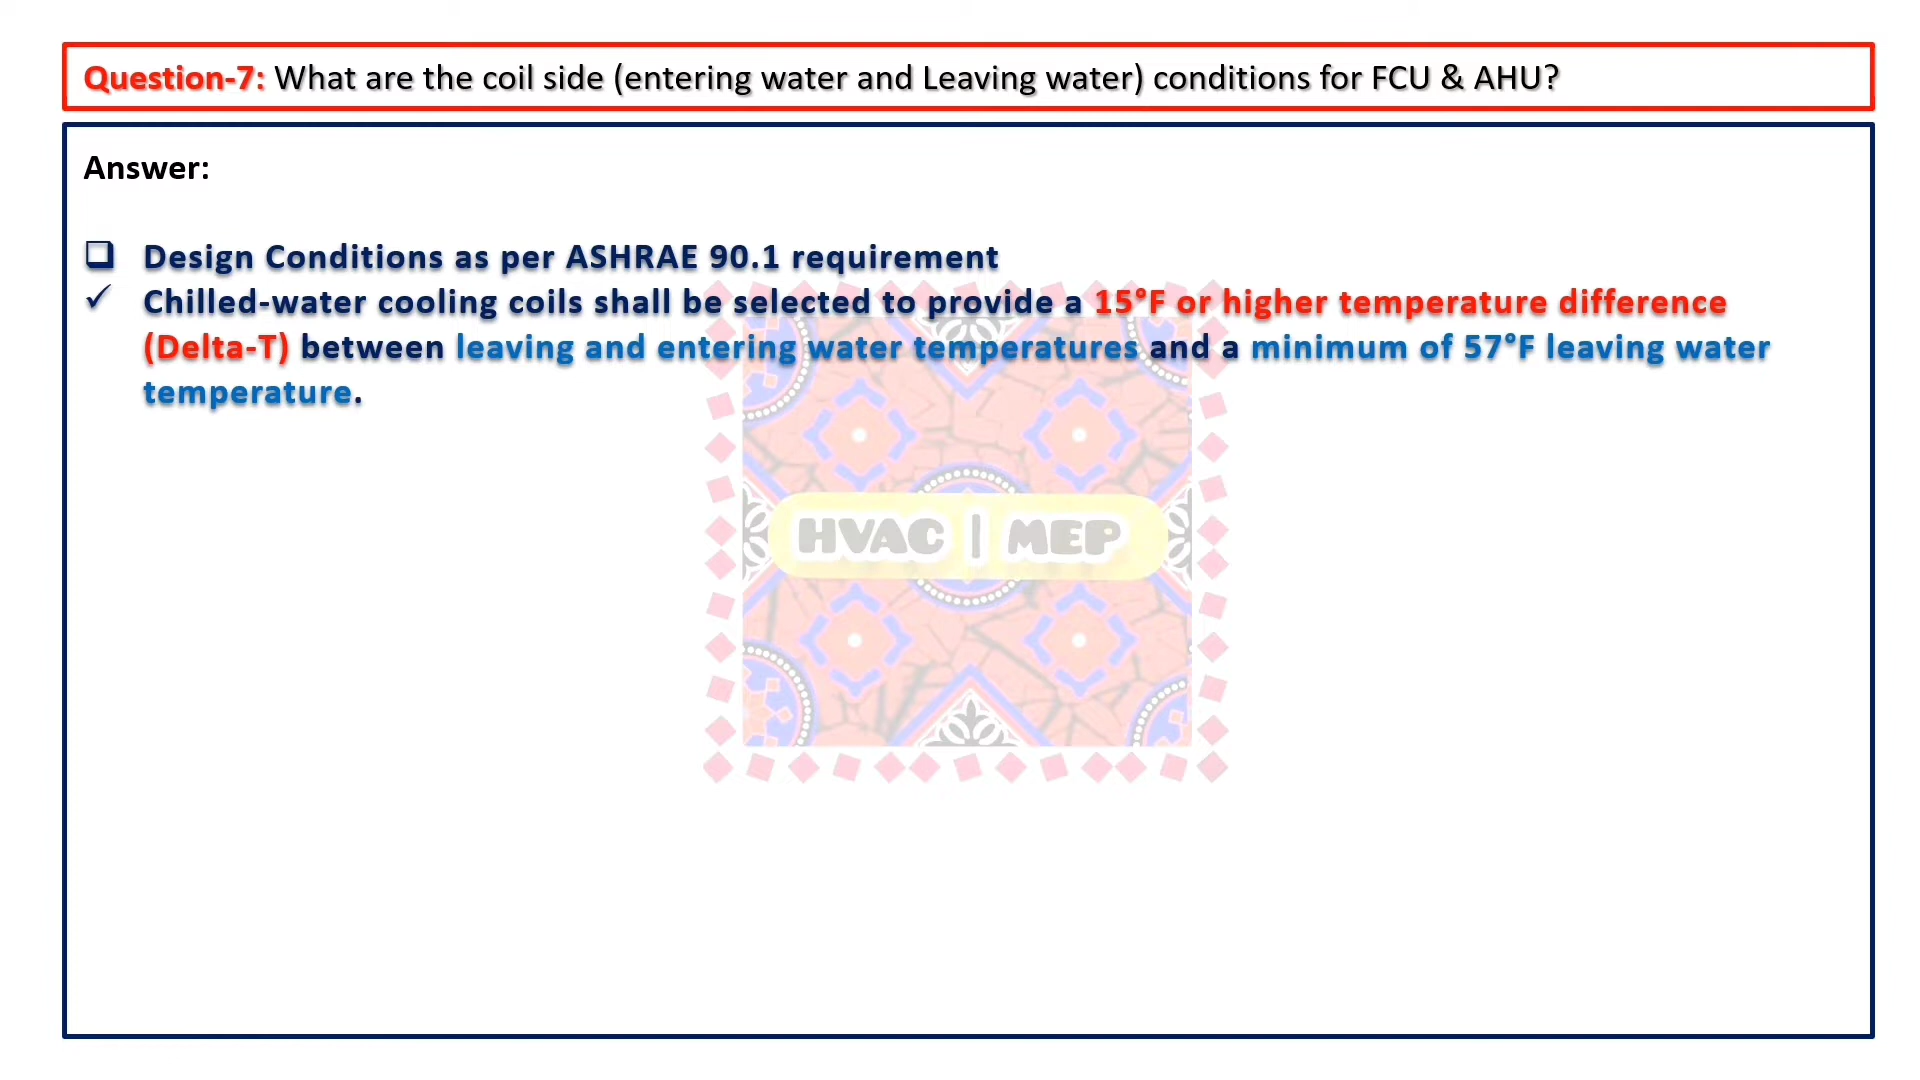 Question-7: What are the coil side (entering water and Leaving water) conditions for FCU & AHU?
Answer:
Design Conditions as per ASHRAE 90.1 requirement
Chilled-water cooling coils shall be selected to provide a 15°F or higher temperature difference
(Delta-T) between leaving and entering water temperatures and a minimum of 57°F leaving water
temperature.
HVAC | MEP